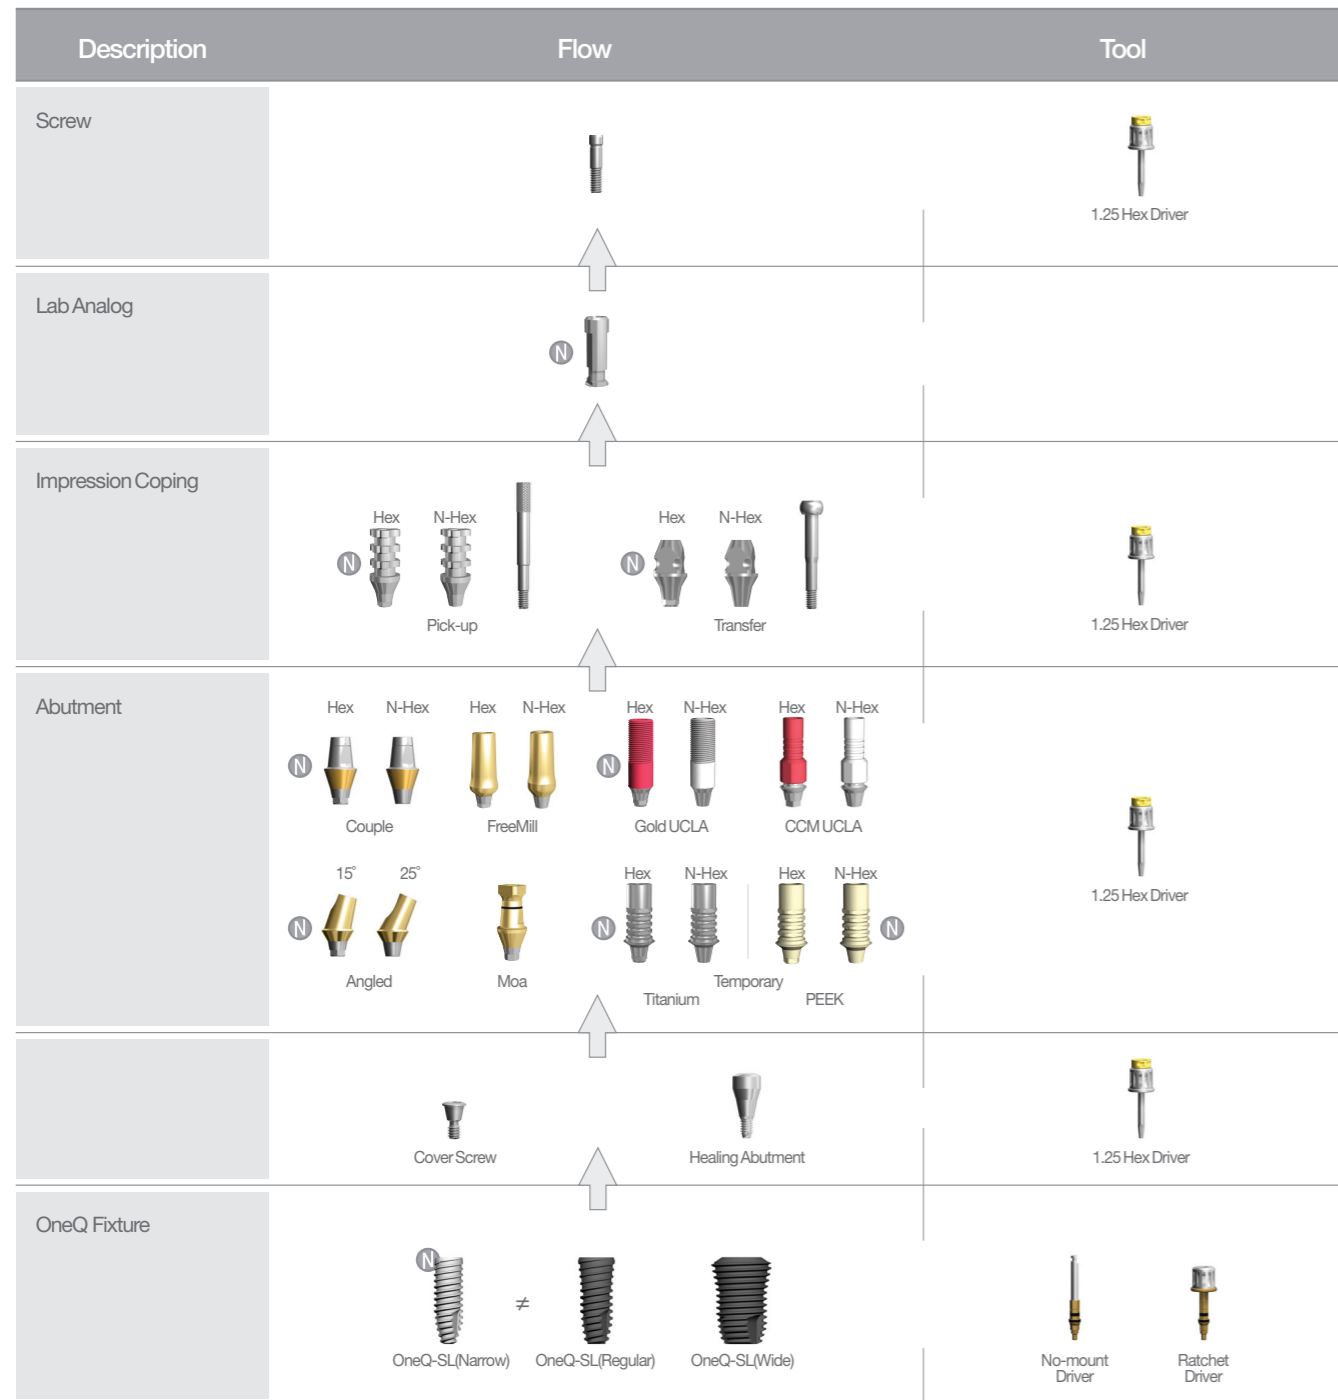 Description Flow Tool
Screw
1.25 Hex Driver
Lab Analog
N
Impression Coping
Hex N-Hex Hex N-Hex
N N
Pick-up Transfer
1.25 Hex Driver
Abutment
Hex N-Hex Hex N-Hex Hex N-Hex Hex N-Hex
N N
Couple FreeMill Gold UCLA CCM UCLA
15° 25° Hex N-Hex Hex N-Hex
1.25 Hex Driver
N N N
Angled Moa Temporary
Titanium PEEK
Cover Screw Healing Abutment 1.25 Hex Driver
OneQ Fixture
N
≠
OneQ-SL(Narrow) OneQ-SL(Regular) OneQ-SL(Wide)
No-mount Ratchet
Driver Driver